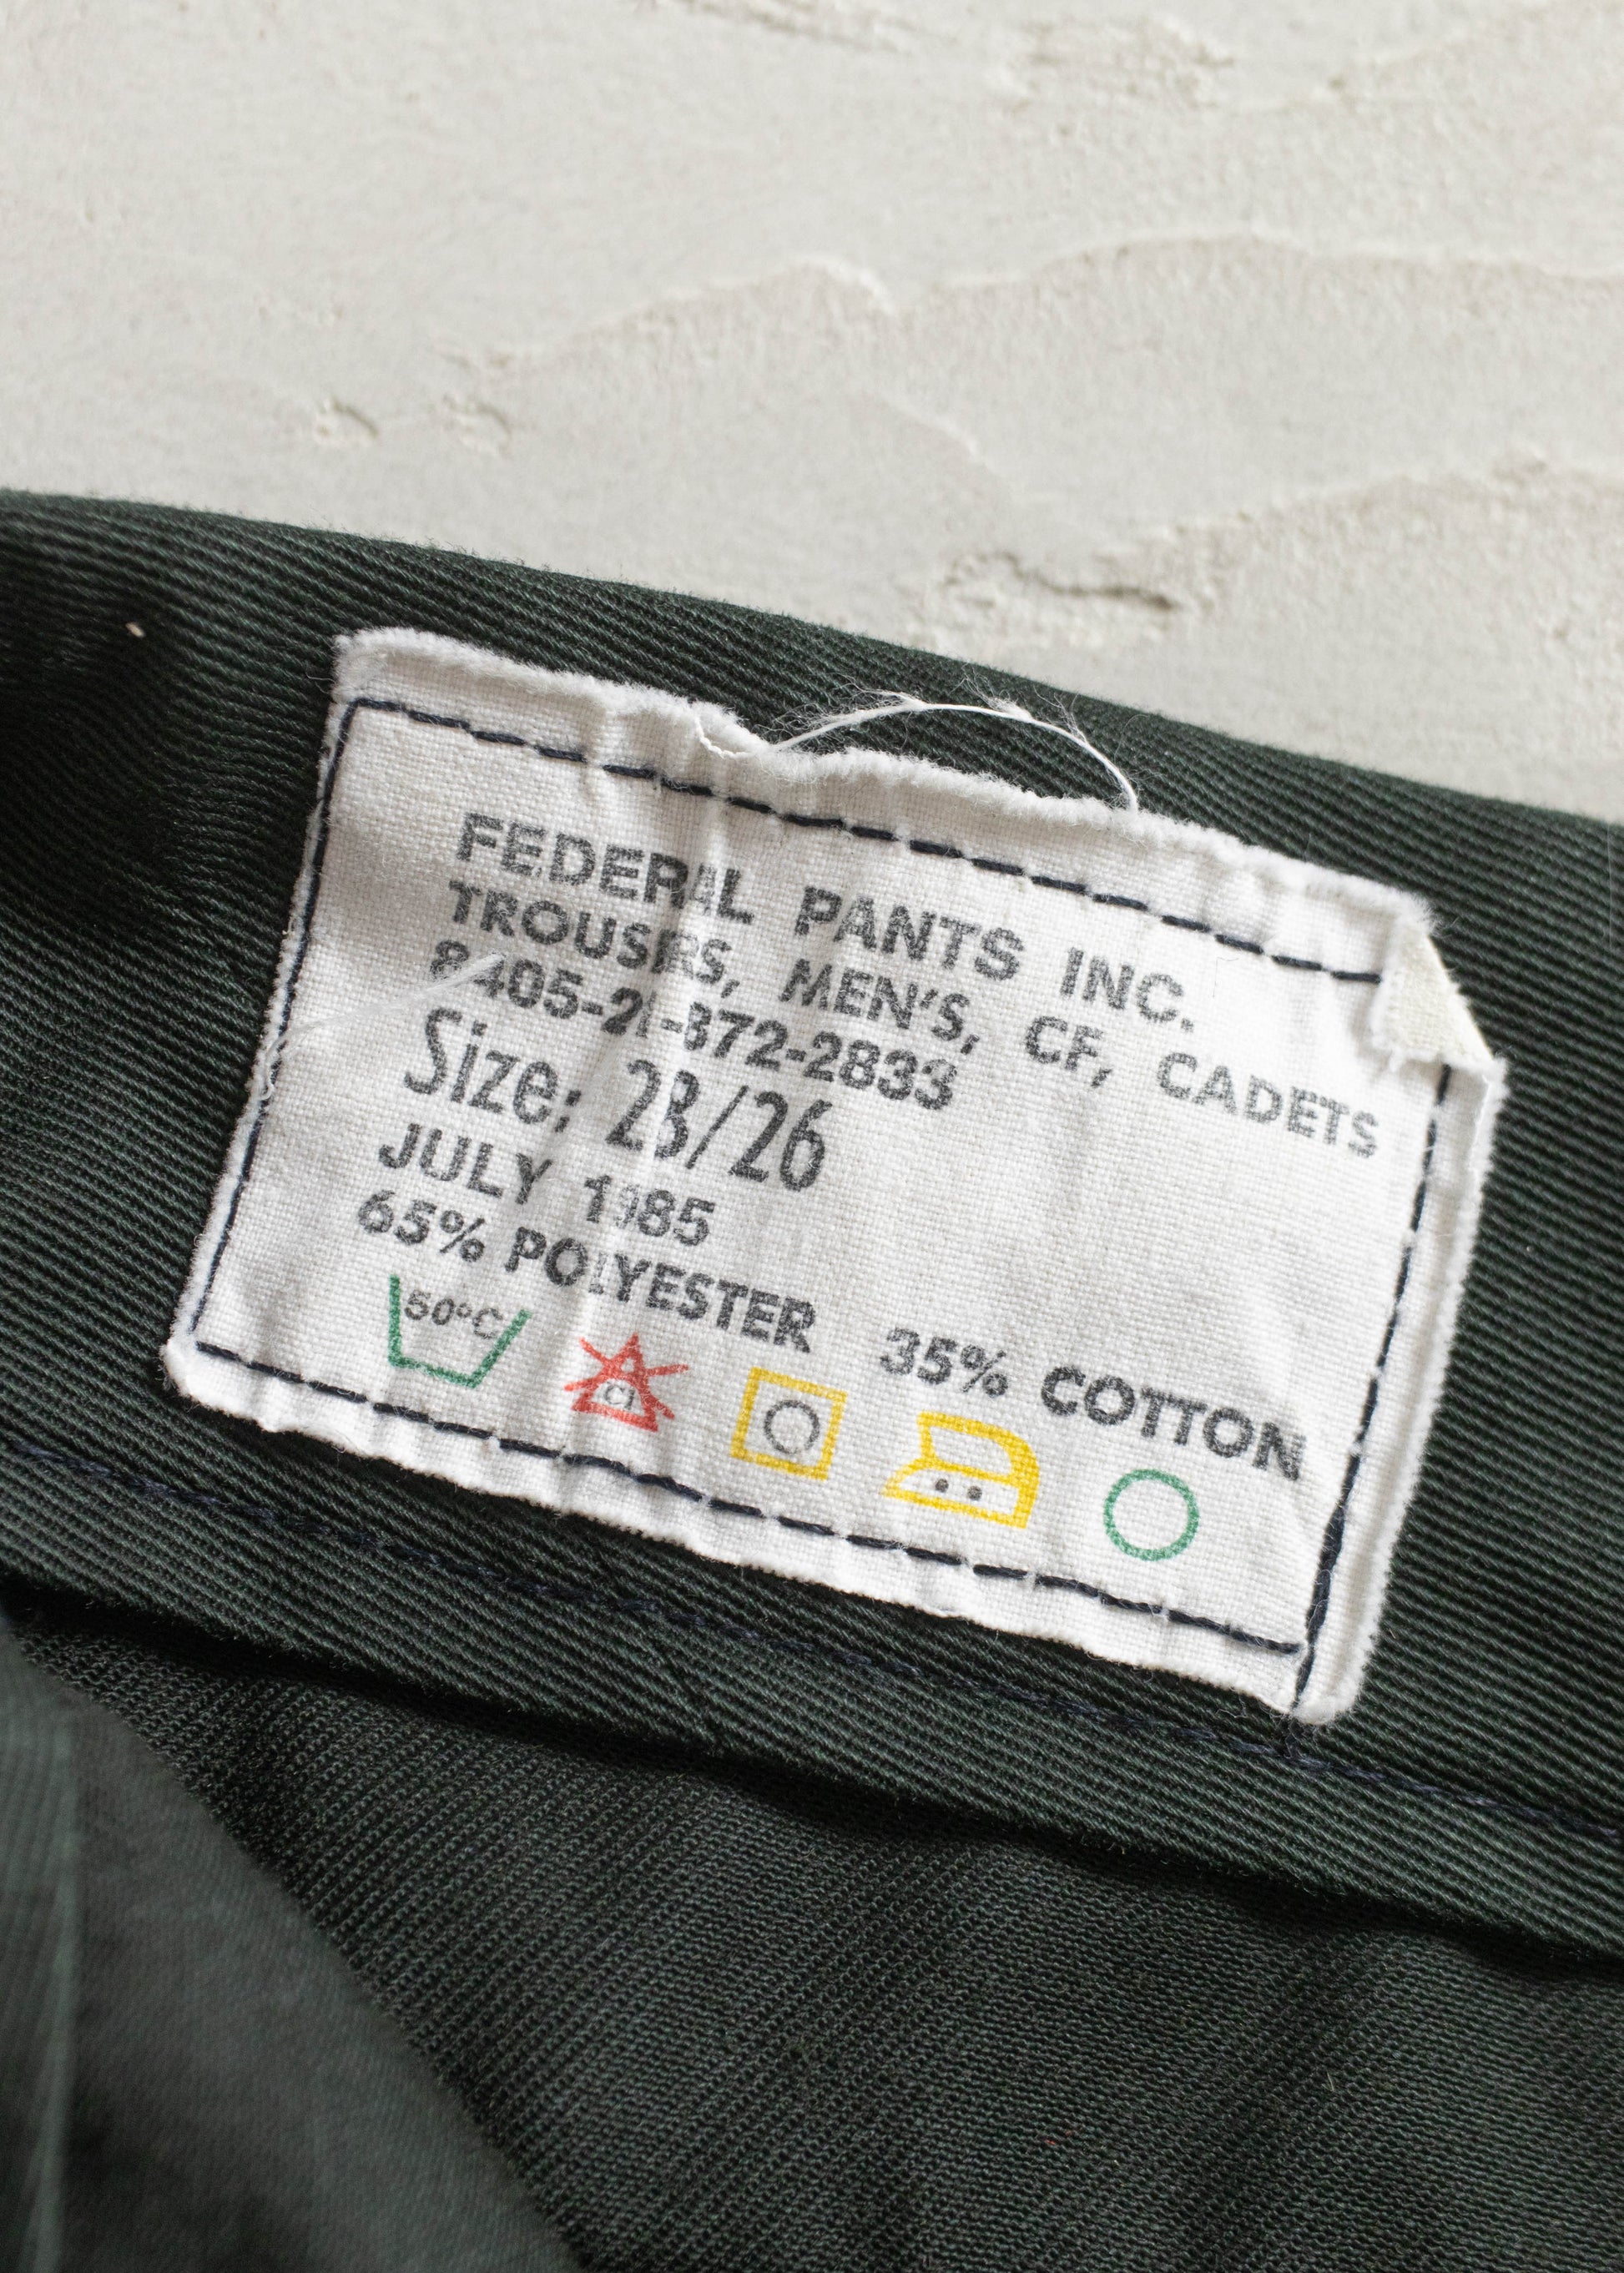 FEDERAL PANTS INC.
TROUSERS, MEN'S, CF, CADETS
8405-21-872-2833
Size: 28/26
JULY 1985
65% POLYESTER 35% COTTON
50°C
Cl